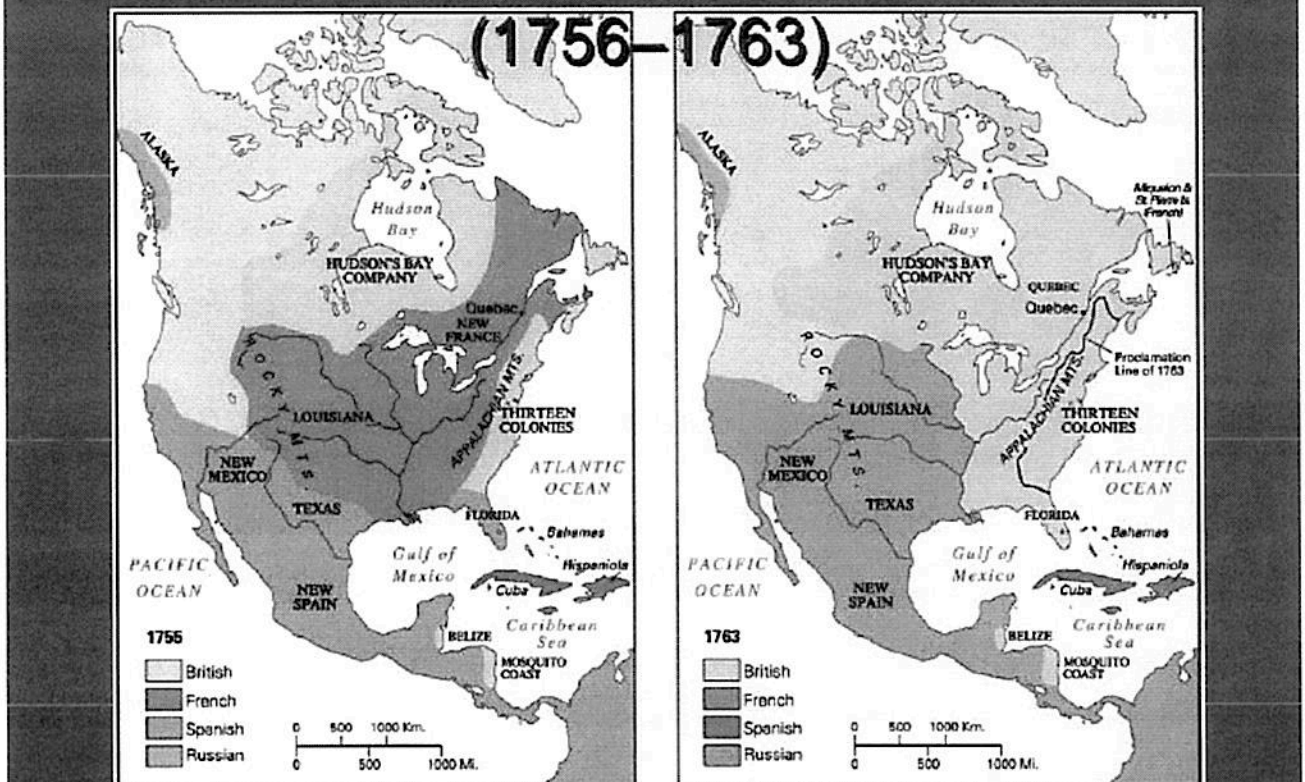 (1756–1763)
ALASKA
Hudson
Bay
HUDSON'S BAY
COMPANY
Quebec
NEW
FRANCE
ROCKY MTS.
LOUISIANA
APPALACHIAN MTS.
THIRTEEN
COLONIES
NEW
MEXICO
ATLANTIC
OCEAN
TEXAS
FLORIDA
Bahamas
Gulf of
Mexico
Hispaniola
PACIFIC
OCEAN
Cuba
NEW
SPAIN
Caribbean
Sea
BELIZE
MOSQUITO
COAST
1755
British
French
Spanish
Russian
0 500 1000 Km.
0 500 1000 Mi.
ALASKA
Miquelon &
St. Pierre (s
French)
Hudson
Bay
HUDSON'S BAY
COMPANY
QUEBEC
Quebec
Proclamation
Line of 1763
ROCKY MTS.
LOUISIANA
APPALACHIAN MTS.
THIRTEEN
COLONIES
NEW
MEXICO
ATLANTIC
OCEAN
TEXAS
FLORIDA
Bahamas
Gulf of
Mexico
Hispaniola
PACIFIC
OCEAN
Cuba
NEW
SPAIN
Caribbean
Sea
BELIZE
MOSQUITO
COAST
1763
British
French
Spanish
Russian
0 500 1000 Km.
0 500 1000 Mi.